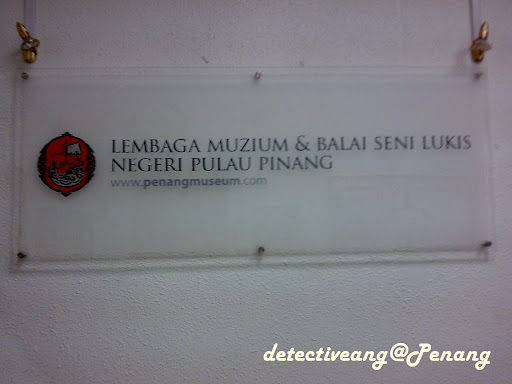 LEMBAGA MUZIUM & BALAI SENI LUKIS
NEGERI PULAU PINANG
www.penangmuseum.com
detectiveang@Penang